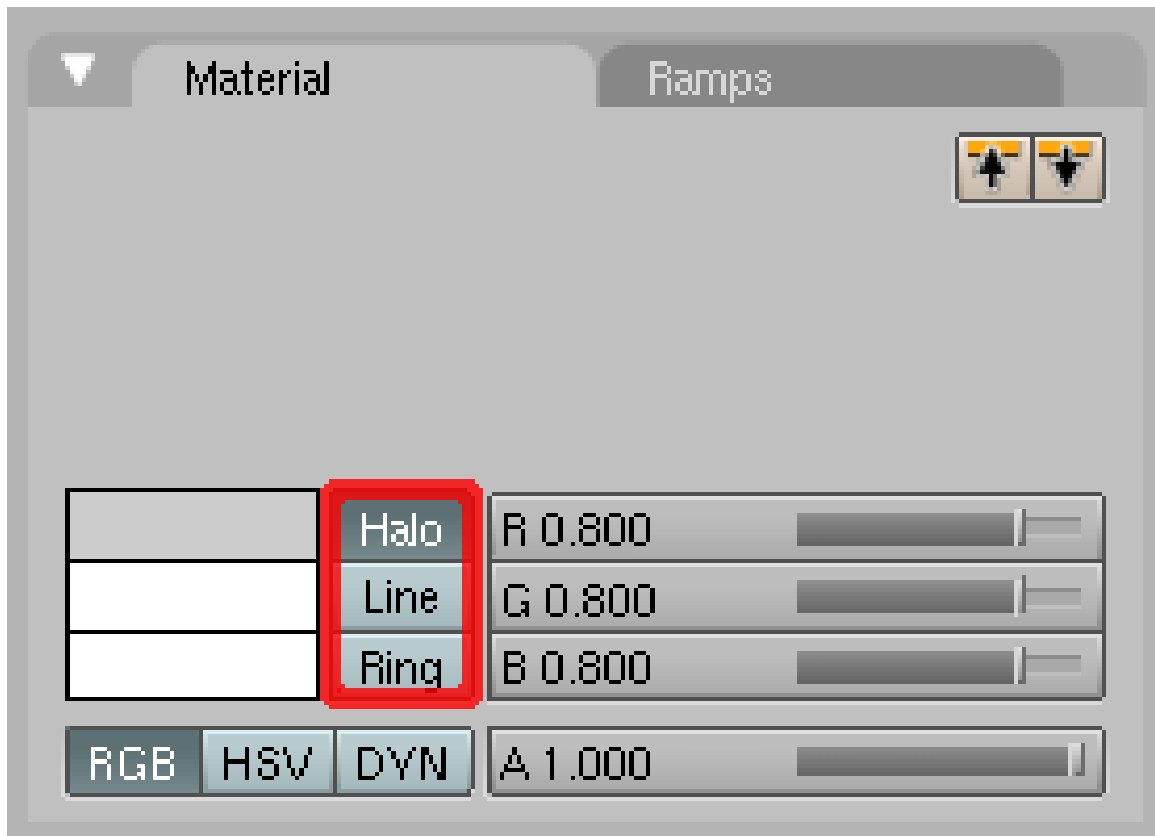 Material Ramps
Halo R 0.800
Line G 0.800
Ring B 0.800
RGB HSV DYN A 1.000